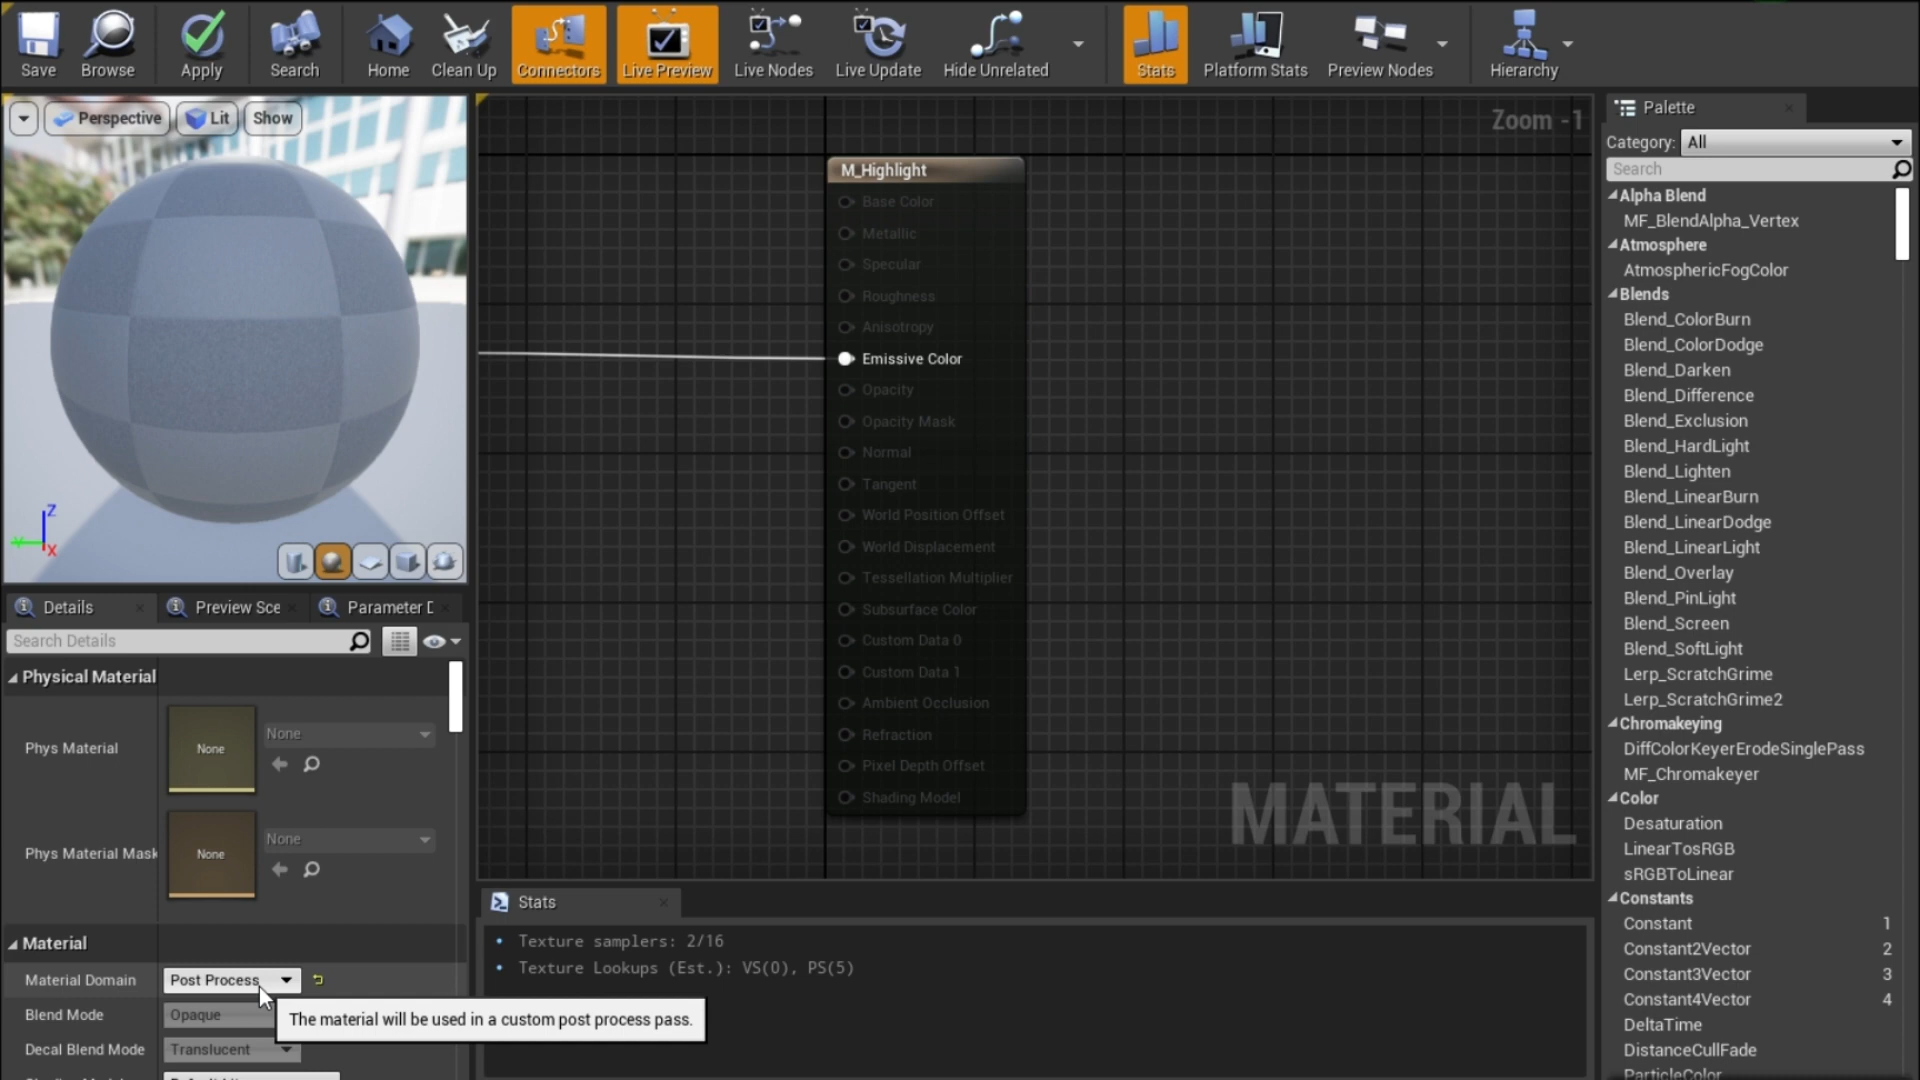 Save
Browse
Apply
Search
Home
Clean Up
Connectors
Live Preview
Live Nodes
Live Update
Hide Unrelated
Stats
Platform Stats
Preview Nodes
Hierarchy
Perspective
Lit
Show
Z
Y
X
Details
Preview Sce
Parameter D
Search Details
Physical Material
Phys Material
None
None
Phys Material Mask
None
None
Material
Material Domain
Post Process
Blend Mode
Opaque
Decal Blend Mode
Translucent
The material will be used in a custom post process pass.
Zoom -1
M_Highlight
Base Color
Metallic
Specular
Roughness
Anisotropy
Emissive Color
Opacity
Opacity Mask
Normal
Tangent
World Position Offset
World Displacement
Tessellation Multiplier
Subsurface Color
Custom Data 0
Custom Data 1
Ambient Occlusion
Refraction
Pixel Depth Offset
Shading Model
MATERIAL
Stats
Texture samplers: 2/16
Texture Lookups (Est.): VS(0), PS(5)
Palette
Category: All
Search
Alpha Blend
MF_BlendAlpha_Vertex
Atmosphere
AtmosphericFogColor
Blends
Blend_ColorBurn
Blend_ColorDodge
Blend_Darken
Blend_Difference
Blend_Exclusion
Blend_HardLight
Blend_Lighten
Blend_LinearBurn
Blend_LinearDodge
Blend_LinearLight
Blend_Overlay
Blend_PinLight
Blend_Screen
Blend_SoftLight
Lerp_ScratchGrime
Lerp_ScratchGrime2
Chromakeying
DiffColorKeyerErodeSinglePass
MF_Chromakeyer
Color
Desaturation
LinearTosRGB
sRGBToLinear
Constants
Constant 1
Constant2Vector 2
Constant3Vector 3
Constant4Vector 4
DeltaTime
DistanceCullFade
ParticleColor